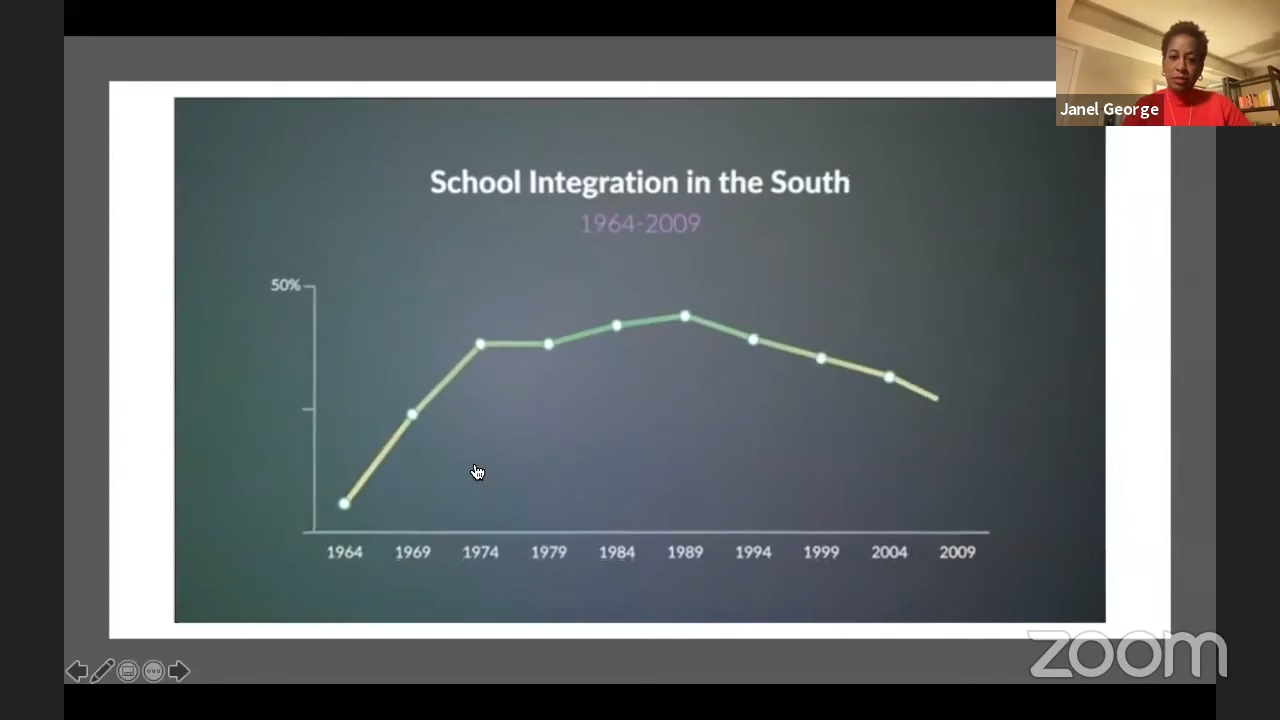 Janel George
School Integration in the South
1964-2009
50%
1964 1969 1974 1979 1984 1989 1994 1999 2004 2009
zoom